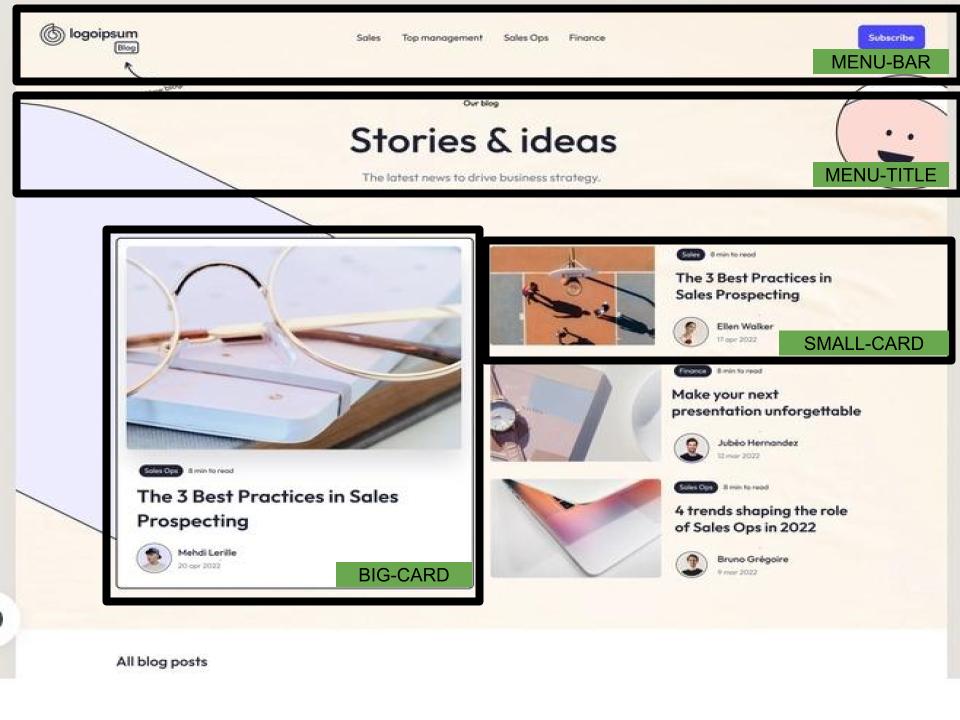 logoipsum
Blog
Sales Top management Sales Ops Finance
Subscribe
MENU-BAR
Our blog
Stories & ideas
The latest news to drive business strategy.
MENU-TITLE
Sales Ops 8 min to read
The 3 Best Practices in Sales
Prospecting
Mehdi Lerille
20 apr 2022
BIG-CARD
Sales 8 min to read
The 3 Best Practices in
Sales Prospecting
Ellen Walker
17 apr 2022
SMALL-CARD
Finance 8 min to read
Make your next
presentation unforgettable
Jubéo Hernandez
12 mar 2022
Sales Ops 8 min to read
4 trends shaping the role
of Sales Ops in 2022
Bruno Grégoire
9 mar 2022
All blog posts